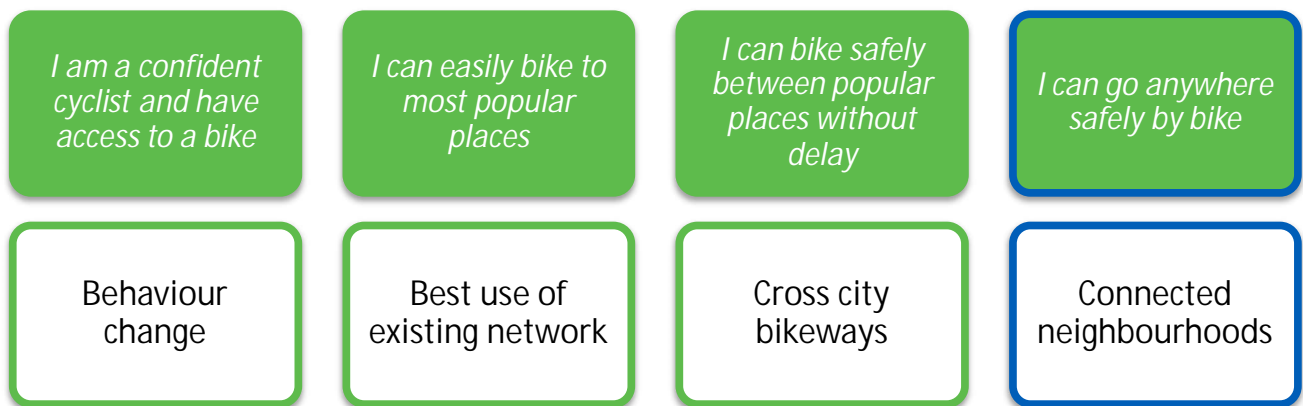 I am a confident
cyclist and have
access to a bike
I can easily bike to
most popular
places
I can bike safely
between popular
places without
delay
I can go anywhere
safely by bike
Behaviour
change
Best use of
existing network
Cross city
bikeways
Connected
neighbourhoods